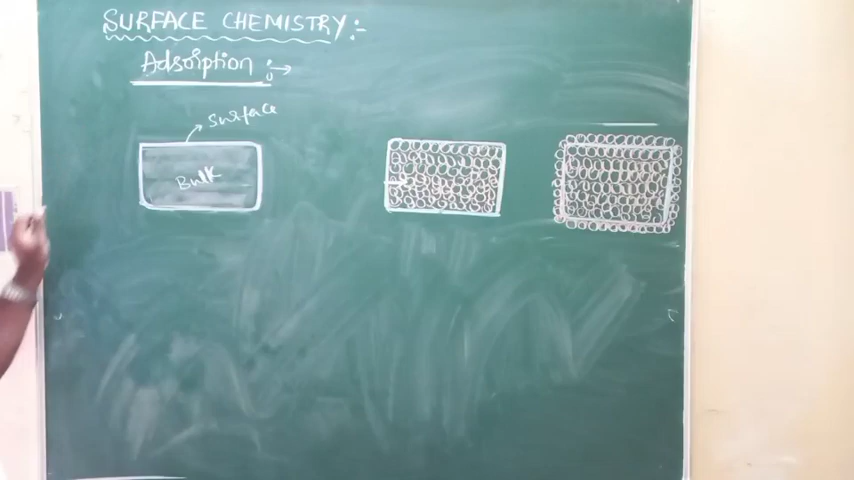 SURFACE CHEMISTRY:-
Adsorption :→
surface
Bulk